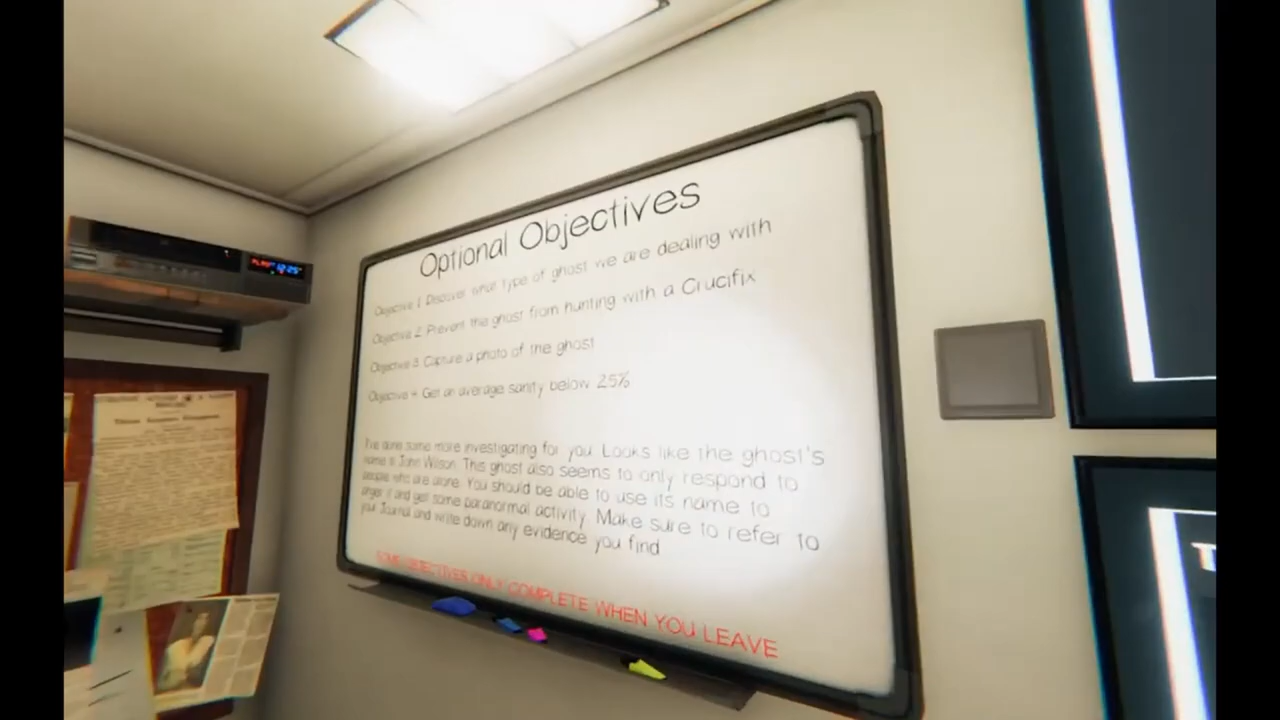 Optional Objectives
Objective 1: Discover what type of ghost we are dealing with
Objective 2: Prevent the ghost from hunting with a Crucifix
Objective 3: Capture a photo of the ghost
Objective 4: Get an average sanity below 25%
I've done some more investigating for you. Looks like the ghost's
name is John Wilson. This ghost also seems to only respond to
people who are alone. You should be able to use its name to
anger it and get some paranormal activity. Make sure to refer to
your Journal and write down any evidence you find
SOME OBJECTIVES ONLY COMPLETE WHEN YOU LEAVE
PLAY 12:25
T